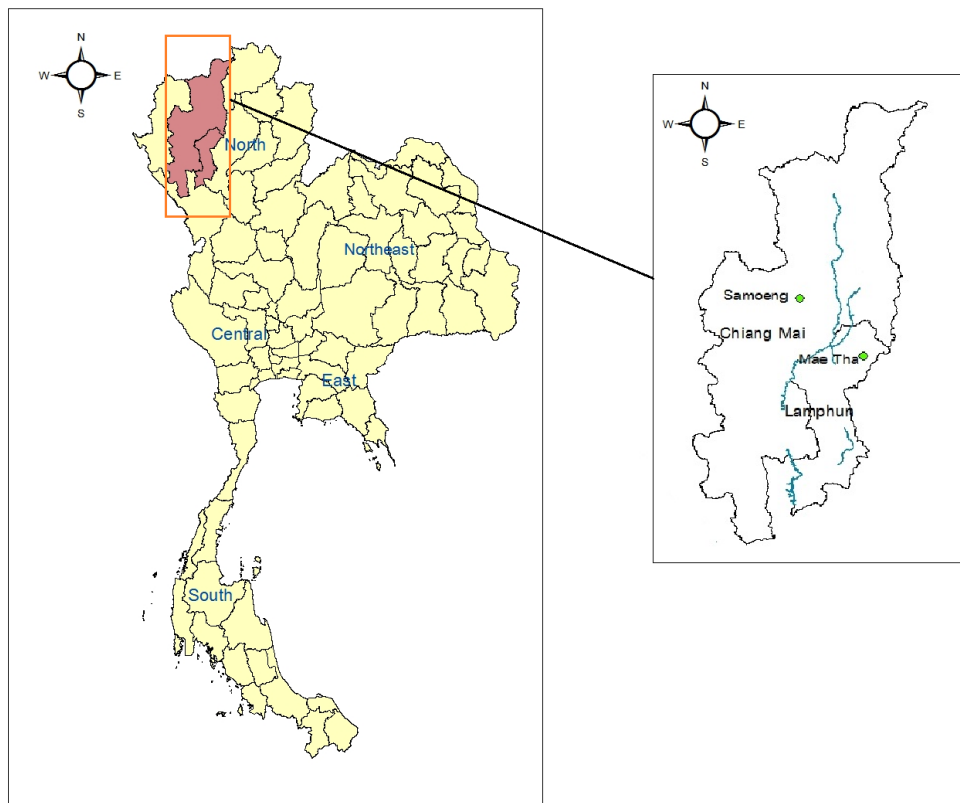 N
W E
S
North
Northeast
Central
East
South
N
W E
S
Samoeng
Chiang Mai
Mae Tha
Lamphun